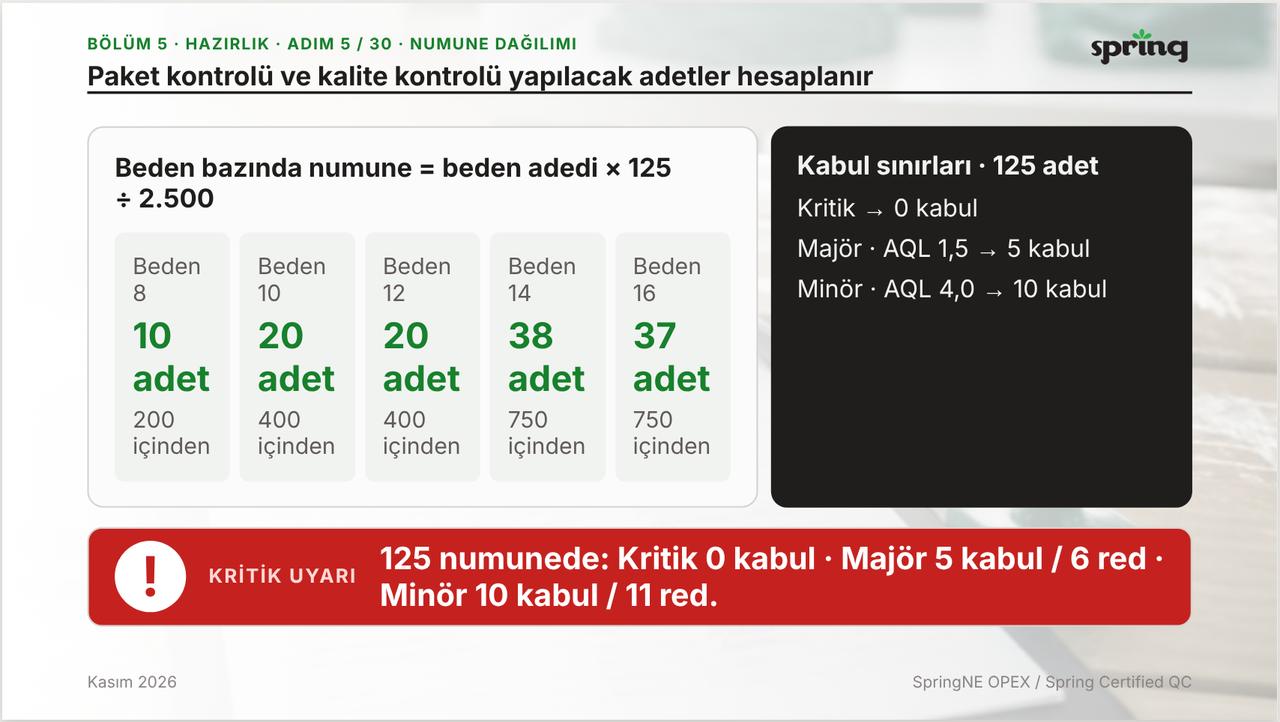 BÖLÜM 5 · HAZIRLIK · ADIM 5 / 30 · NUMUNE DAĞILIMI
spring
Paket kontrolü ve kalite kontrolü yapılacak adetler hesaplanır
Beden bazında numune = beden adedi × 125
÷ 2.500
Beden
8
10
adet
200
içinden
Beden
10
20
adet
400
içinden
Beden
12
20
adet
400
içinden
Beden
14
38
adet
750
içinden
Beden
16
37
adet
750
içinden
Kabul sınırları · 125 adet
Kritik → 0 kabul
Majör · AQL 1,5 → 5 kabul
Minör · AQL 4,0 → 10 kabul
!
KRİTİK UYARI
125 numunede: Kritik 0 kabul · Majör 5 kabul / 6 red ·
Minör 10 kabul / 11 red.
Kasım 2026
SpringNE OPEX / Spring Certified QC